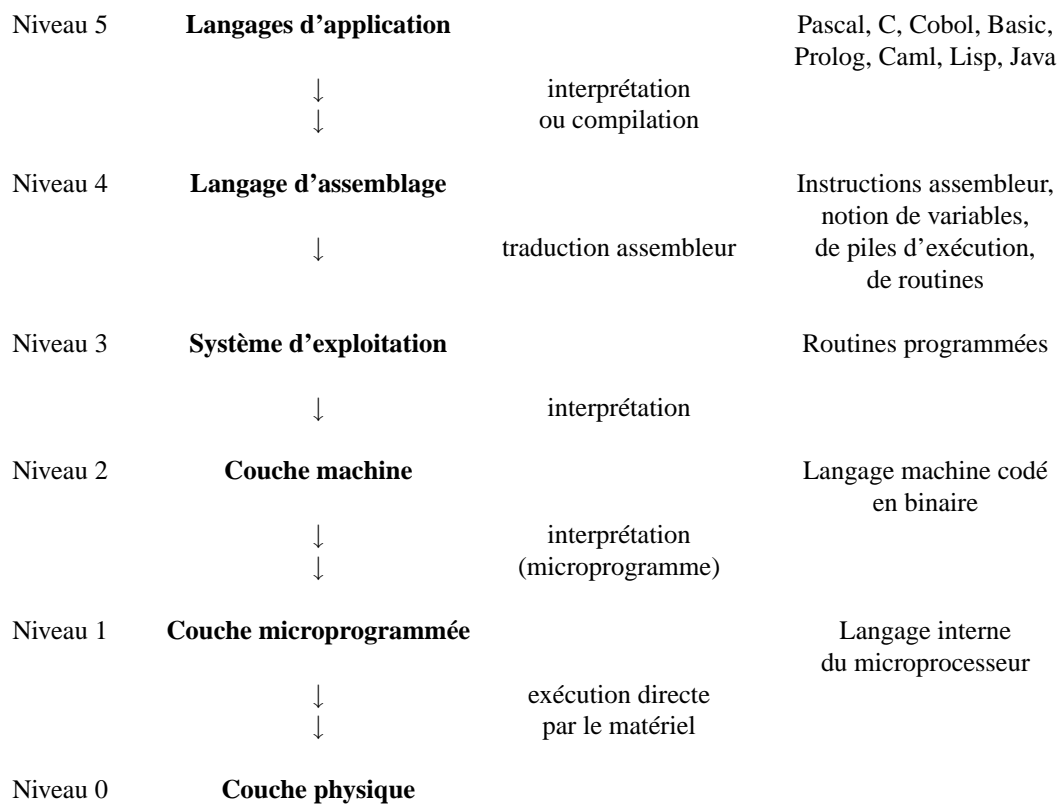 Niveau 5 Langages d'application Pascal, C, Cobol, Basic,
Prolog, Caml, Lisp, Java
↓ interprétation
↓ ou compilation
Niveau 4 Langage d'assemblage Instructions assembleur,
notion de variables,
↓ traduction assembleur de piles d'exécution,
de routines
Niveau 3 Système d'exploitation Routines programmées
↓ interprétation
Niveau 2 Couche machine Langage machine codé
en binaire
↓ interprétation
↓ (microprogramme)
Niveau 1 Couche microprogrammée Langage interne
du microprocesseur
↓ exécution directe
↓ par le matériel
Niveau 0 Couche physique